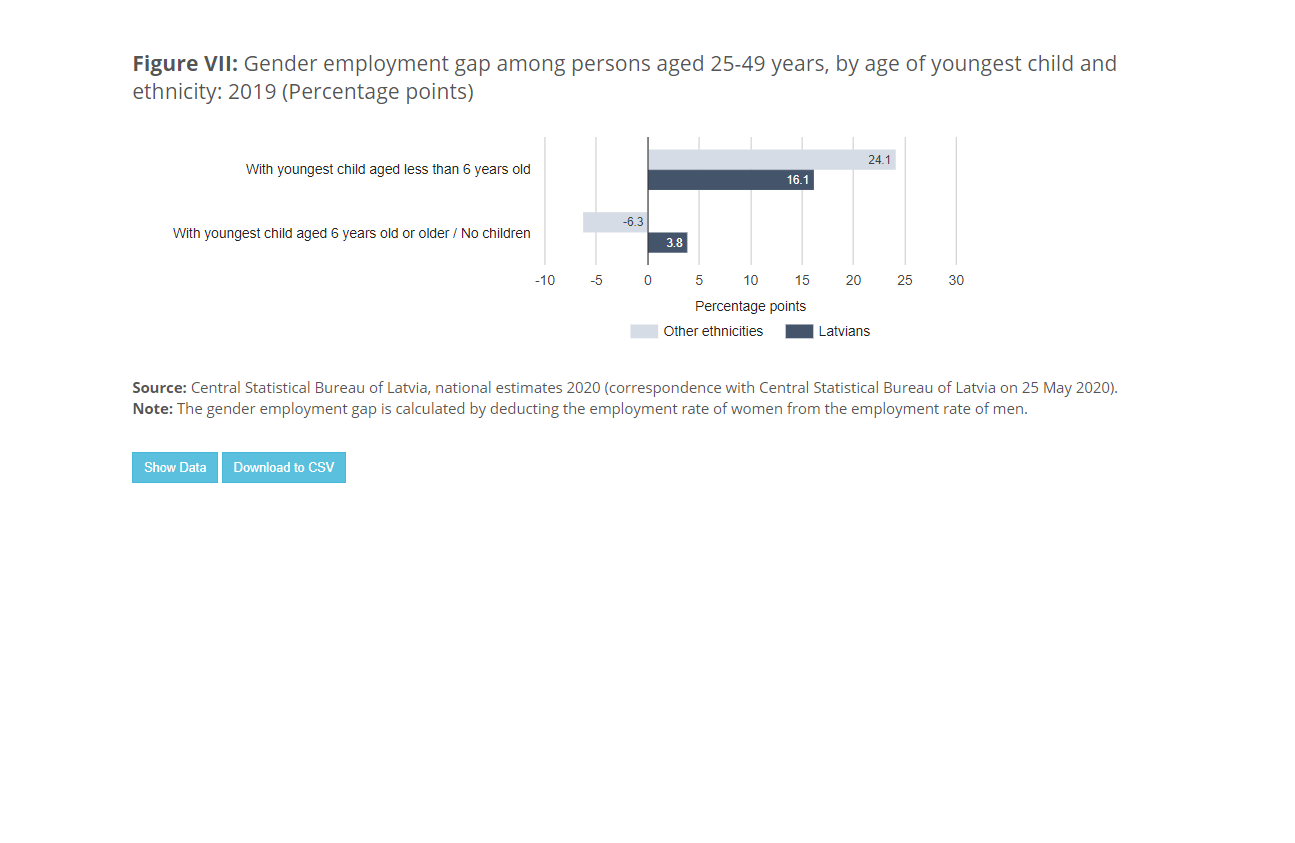 Figure VII: Gender employment gap among persons aged 25-49 years, by age of youngest child and
ethnicity: 2019 (Percentage points)
With youngest child aged less than 6 years old
24.1
16.1
With youngest child aged 6 years old or older / No children
-6.3
3.8
-10 -5 0 5 10 15 20 25 30
Percentage points
Other ethnicities Latvians
Source: Central Statistical Bureau of Latvia, national estimates 2020 (correspondence with Central Statistical Bureau of Latvia on 25 May 2020).
Note: The gender employment gap is calculated by deducting the employment rate of women from the employment rate of men.
Show Data Download to CSV